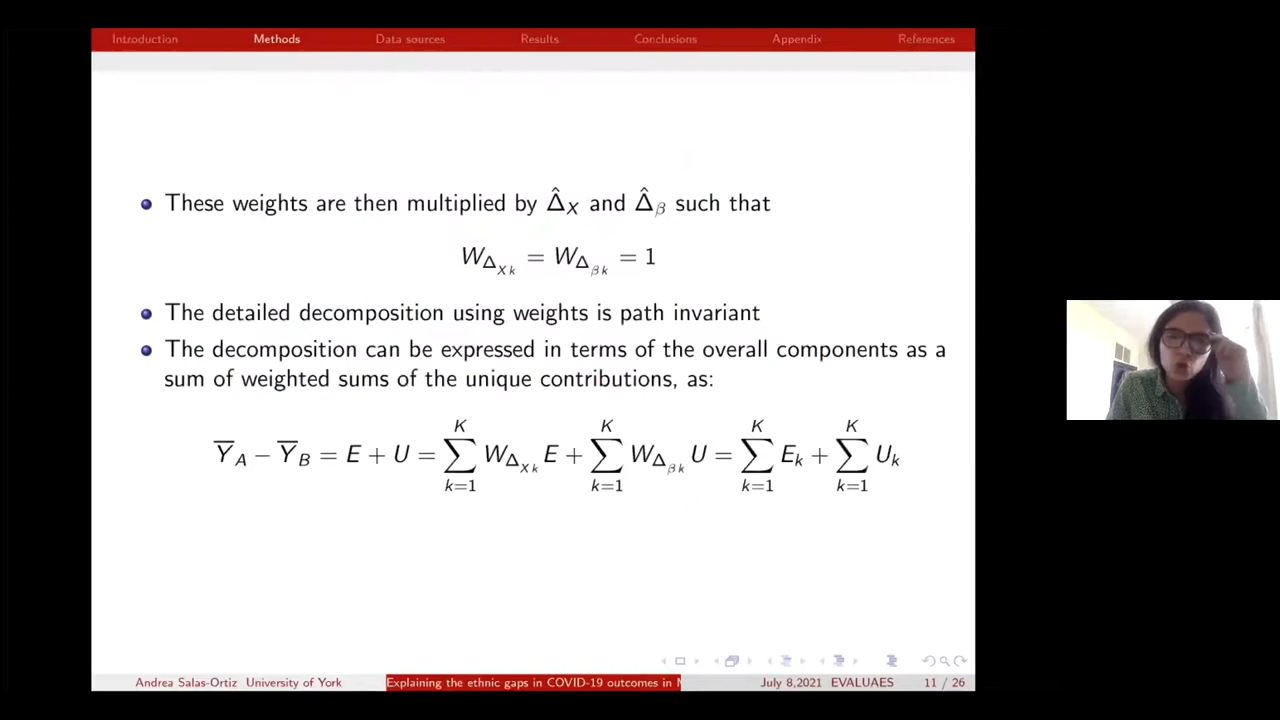 Introduction Methods Data sources Results Conclusions Appendix References
These weights are then multiplied by Δ̂_X and Δ̂_β such that
W_{Δ_{Xk}} = W_{Δ_{βk}} = 1
The detailed decomposition using weights is path invariant
The decomposition can be expressed in terms of the overall components as a
sum of weighted sums of the unique contributions, as:
Y̅_A − Y̅_B = E + U = ∑_{k=1}^{K} W_{Δ_{Xk}} E + ∑_{k=1}^{K} W_{Δ_{βk}} U = ∑_{k=1}^{K} E_k + ∑_{k=1}^{K} U_k
Andrea Salas-Ortiz University of York Explaining the ethnic gaps in COVID-19 outcomes in July 8,2021 EVALUAES 11 / 26